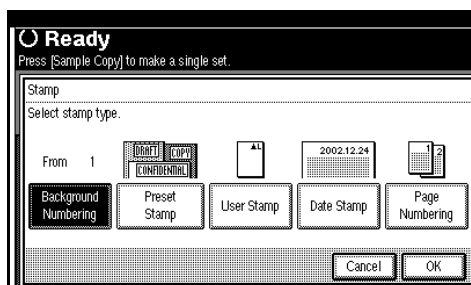 Ready
Press [Sample Copy] to make a single set.
Stamp
Select stamp type.
From 1
DRAFT COPY
CONFIDENTIAL
L
2002.12.24
1 2
Background Numbering
Preset Stamp
User Stamp
Date Stamp
Page Numbering
Cancel OK